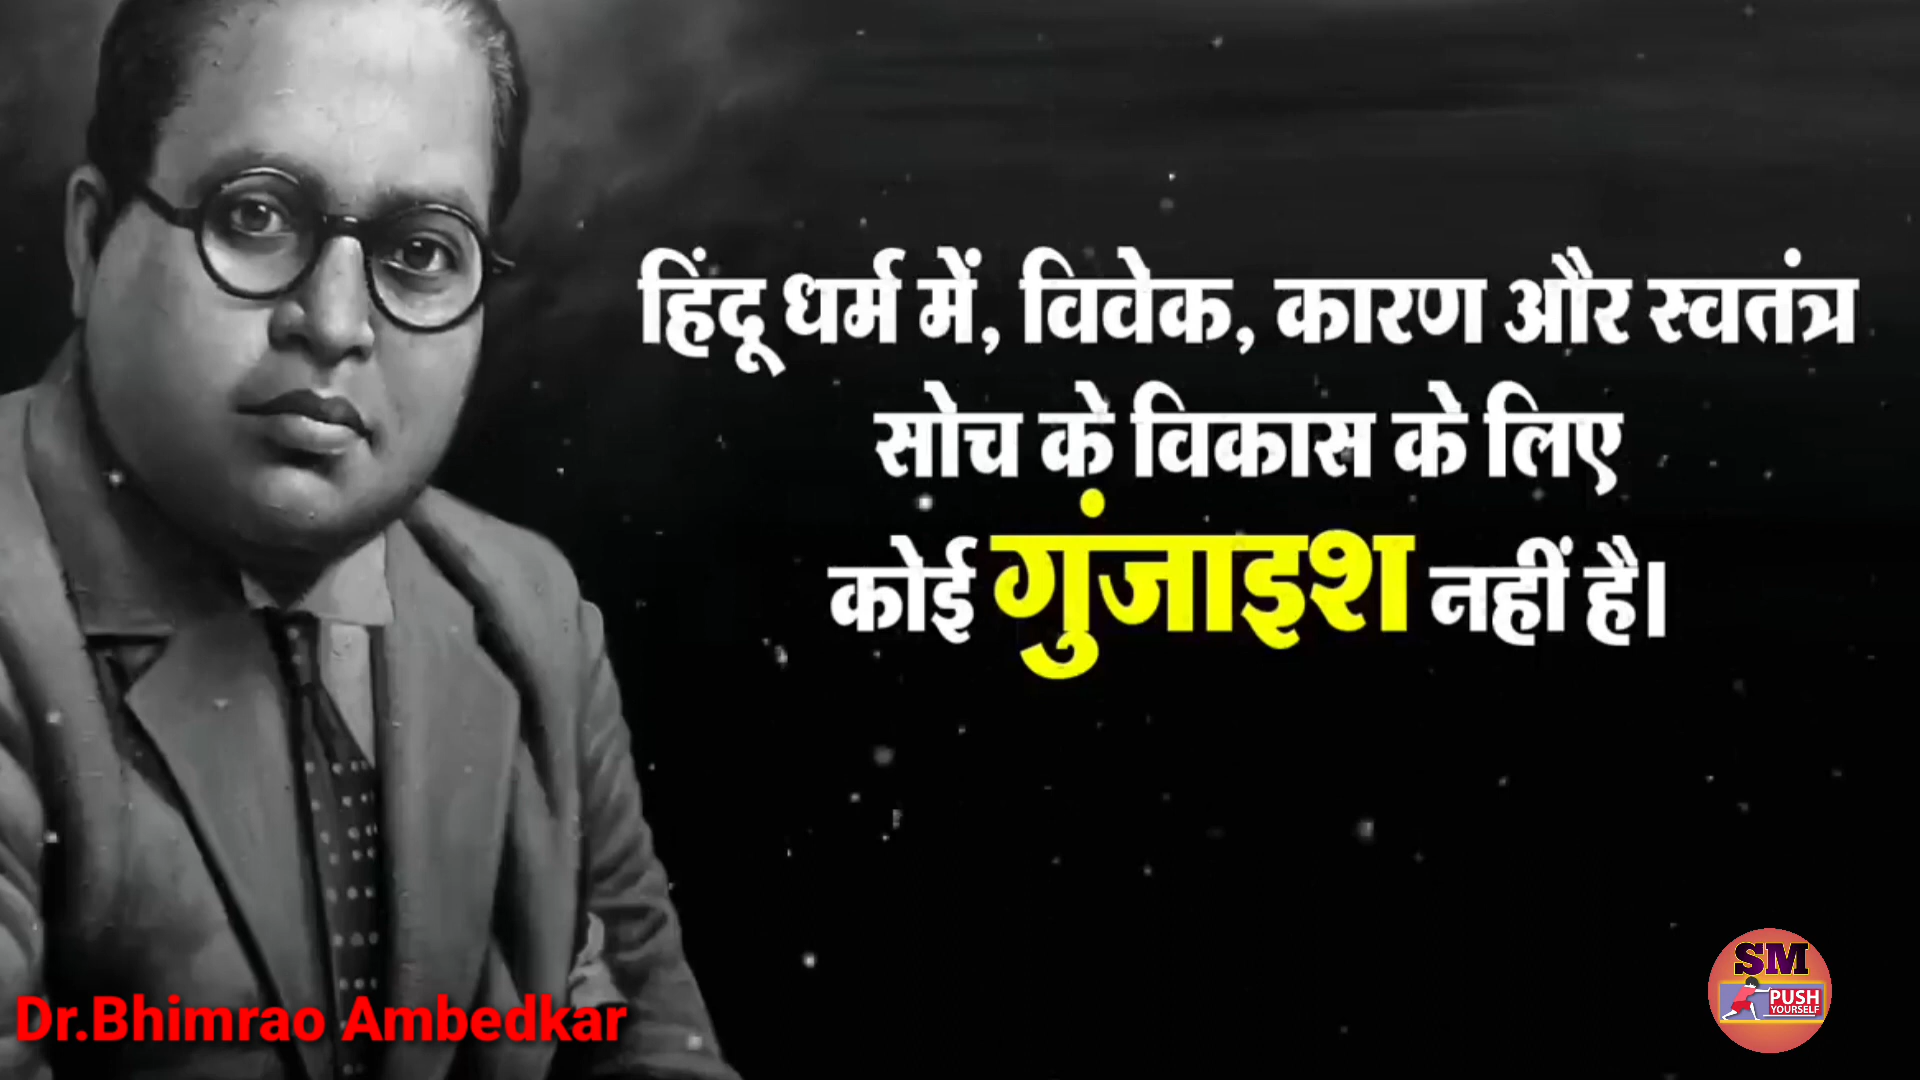 हिंदू धर्म में, विवेक, कारण और स्वतंत्र
सोच के विकास के लिए
कोई गुंजाइश नहीं है।
Dr.Bhimrao Ambedkar
SM
PUSH
YOURSELF